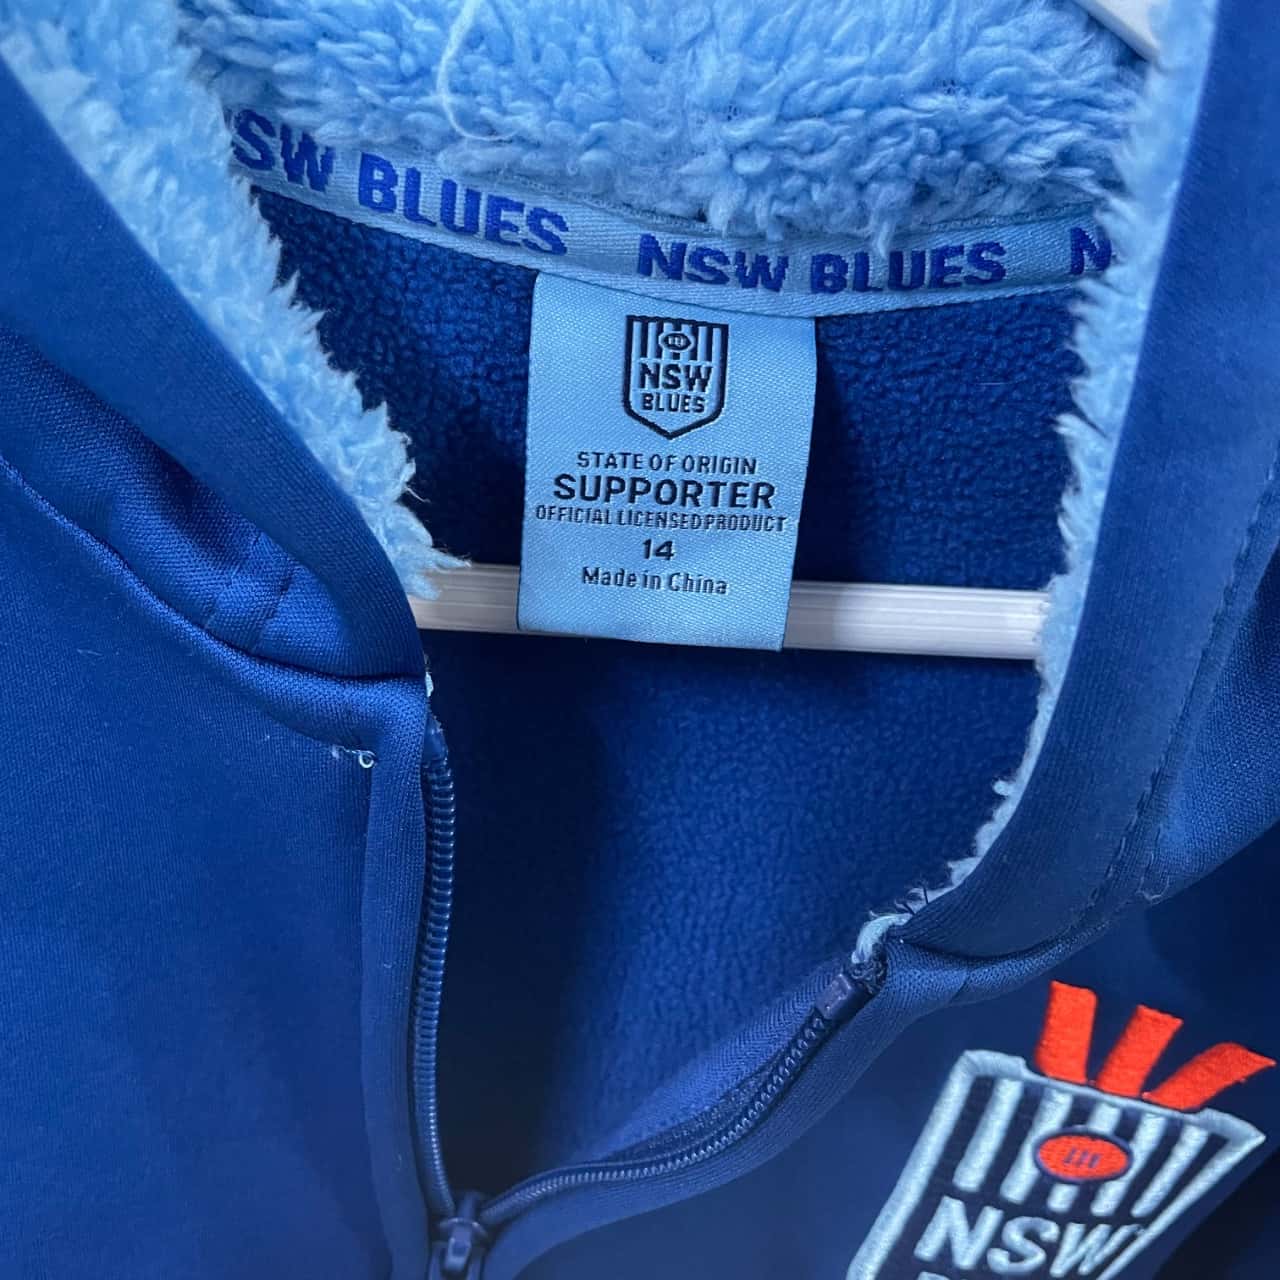 NSW BLUES NSW BLUES N
NSW
BLUES
STATE OF ORIGIN
SUPPORTER
OFFICIAL LICENSED PRODUCT
14
Made in China
NSW